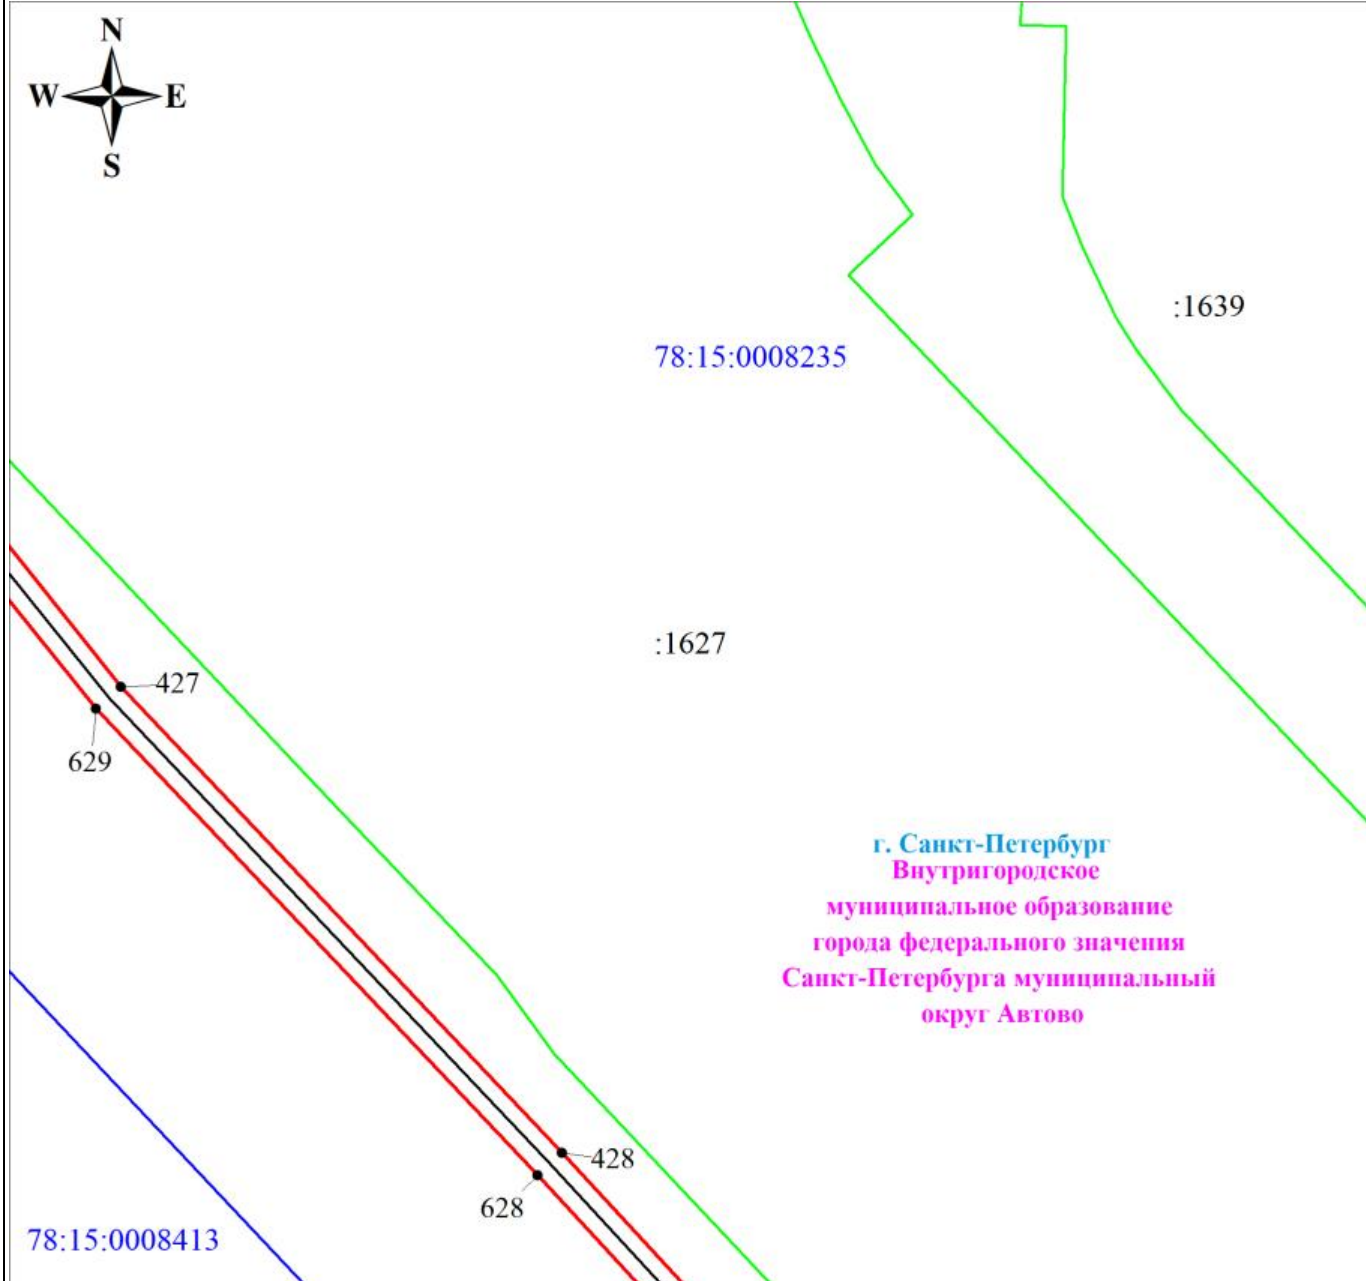 N
W E
S
:1639
78:15:0008235
:1627
427
629
г. Санкт-Петербург
Внутригородское
муниципальное образование
города федерального значения
Санкт-Петербурга муниципальный
округ Автово
428
628
78:15:0008413